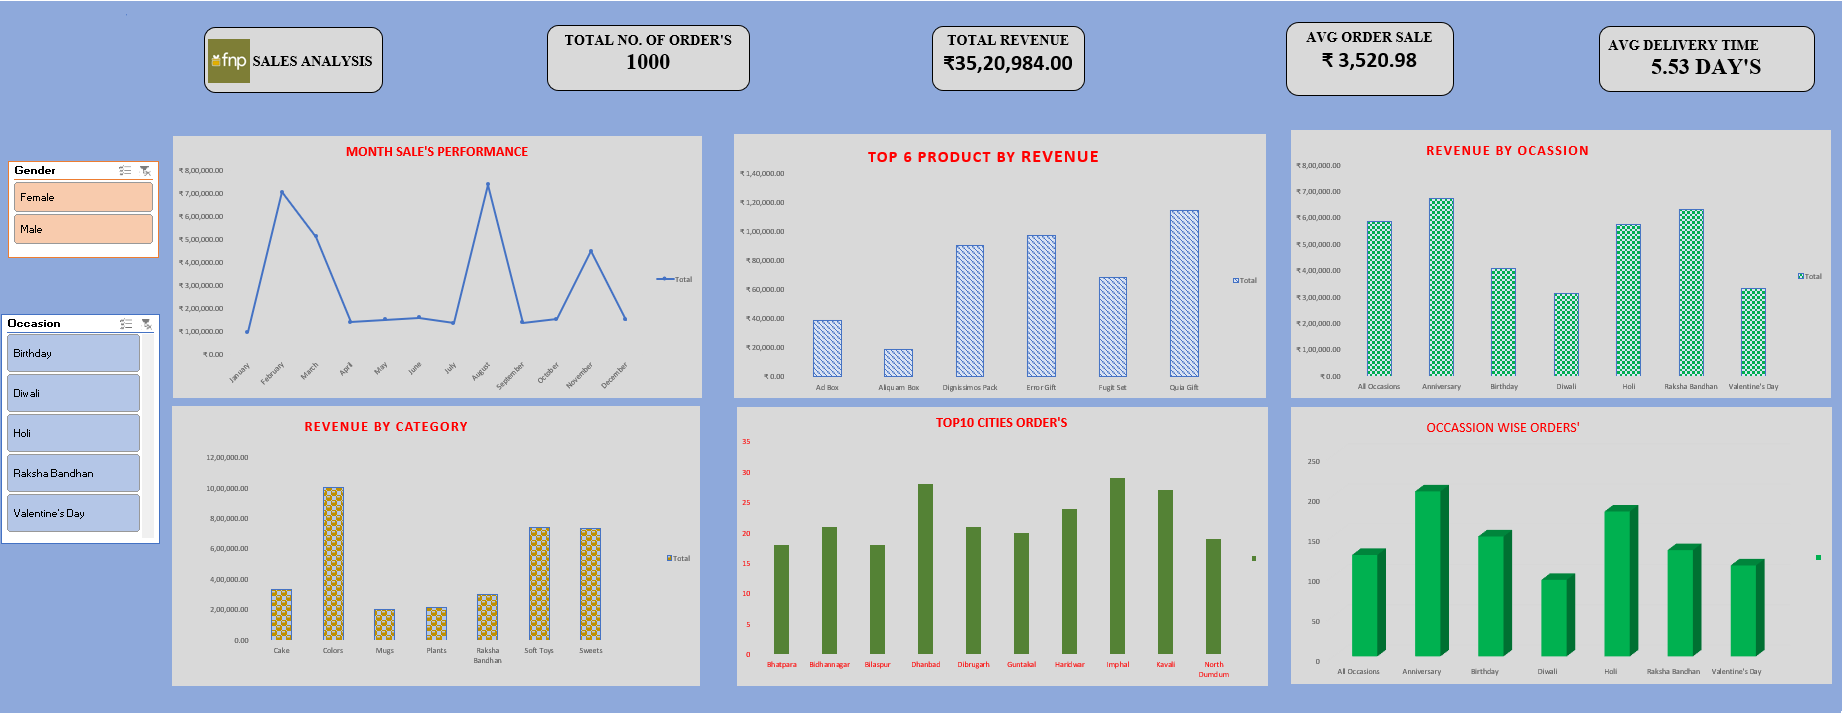 fnp
SALES ANALYSIS
TOTAL NO. OF ORDER'S
1000
TOTAL REVENUE
₹35,20,984.00
AVG ORDER SALE
₹ 3,520.98
AVG DELIVERY TIME
5.53 DAY'S
Gender
Female
Male
Occasion
Birthday
Diwali
Holi
Raksha Bandhan
Valentine's Day
MONTH SALE'S PERFORMANCE
₹ 8,00,000.00
₹ 7,00,000.00
₹ 6,00,000.00
₹ 5,00,000.00
₹ 4,00,000.00
₹ 3,00,000.00
₹ 2,00,000.00
₹ 1,00,000.00
₹ 0.00
January February March April May June July August September October November December
Total
TOP 6 PRODUCT BY REVENUE
₹ 1,40,000.00
₹ 1,20,000.00
₹ 1,00,000.00
₹ 80,000.00
₹ 60,000.00
₹ 40,000.00
₹ 20,000.00
₹ 0.00
Ad Box Aliquam Box Dignissimos Pack Error Gift Fugit Set Quia Gift
Total
REVENUE BY OCASSION
₹ 8,00,000.00
₹ 7,00,000.00
₹ 6,00,000.00
₹ 5,00,000.00
₹ 4,00,000.00
₹ 3,00,000.00
₹ 2,00,000.00
₹ 1,00,000.00
₹ 0.00
All Occasions Anniversary Birthday Diwali Holi Raksha Bandhan Valentine's Day
Total
REVENUE BY CATEGORY
12,00,000.00
10,00,000.00
8,00,000.00
6,00,000.00
4,00,000.00
2,00,000.00
0.00
Cake Colors Mugs Plants Raksha Soft Toys Sweets
Bandhan
Total
TOP10 CITIES ORDER'S
35
30
25
20
15
10
5
0
Bhatpara Bidhannagar Bilaspur Dhanbad Dibrugarh Guntakal Haridwar Imphal Kavali North
Dumdum
OCCASSION WISE ORDERS'
250
200
150
100
50
0
All Occasions Anniversary Birthday Diwali Holi Raksha Bandhan Valentine's Day